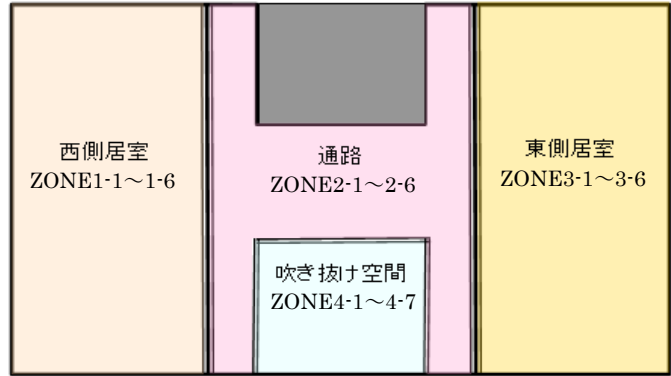 西側居室
ZONE1-1～1-6
通路
ZONE2-1～2-6
東側居室
ZONE3-1～3-6
吹き抜け空間
ZONE4-1～4-7